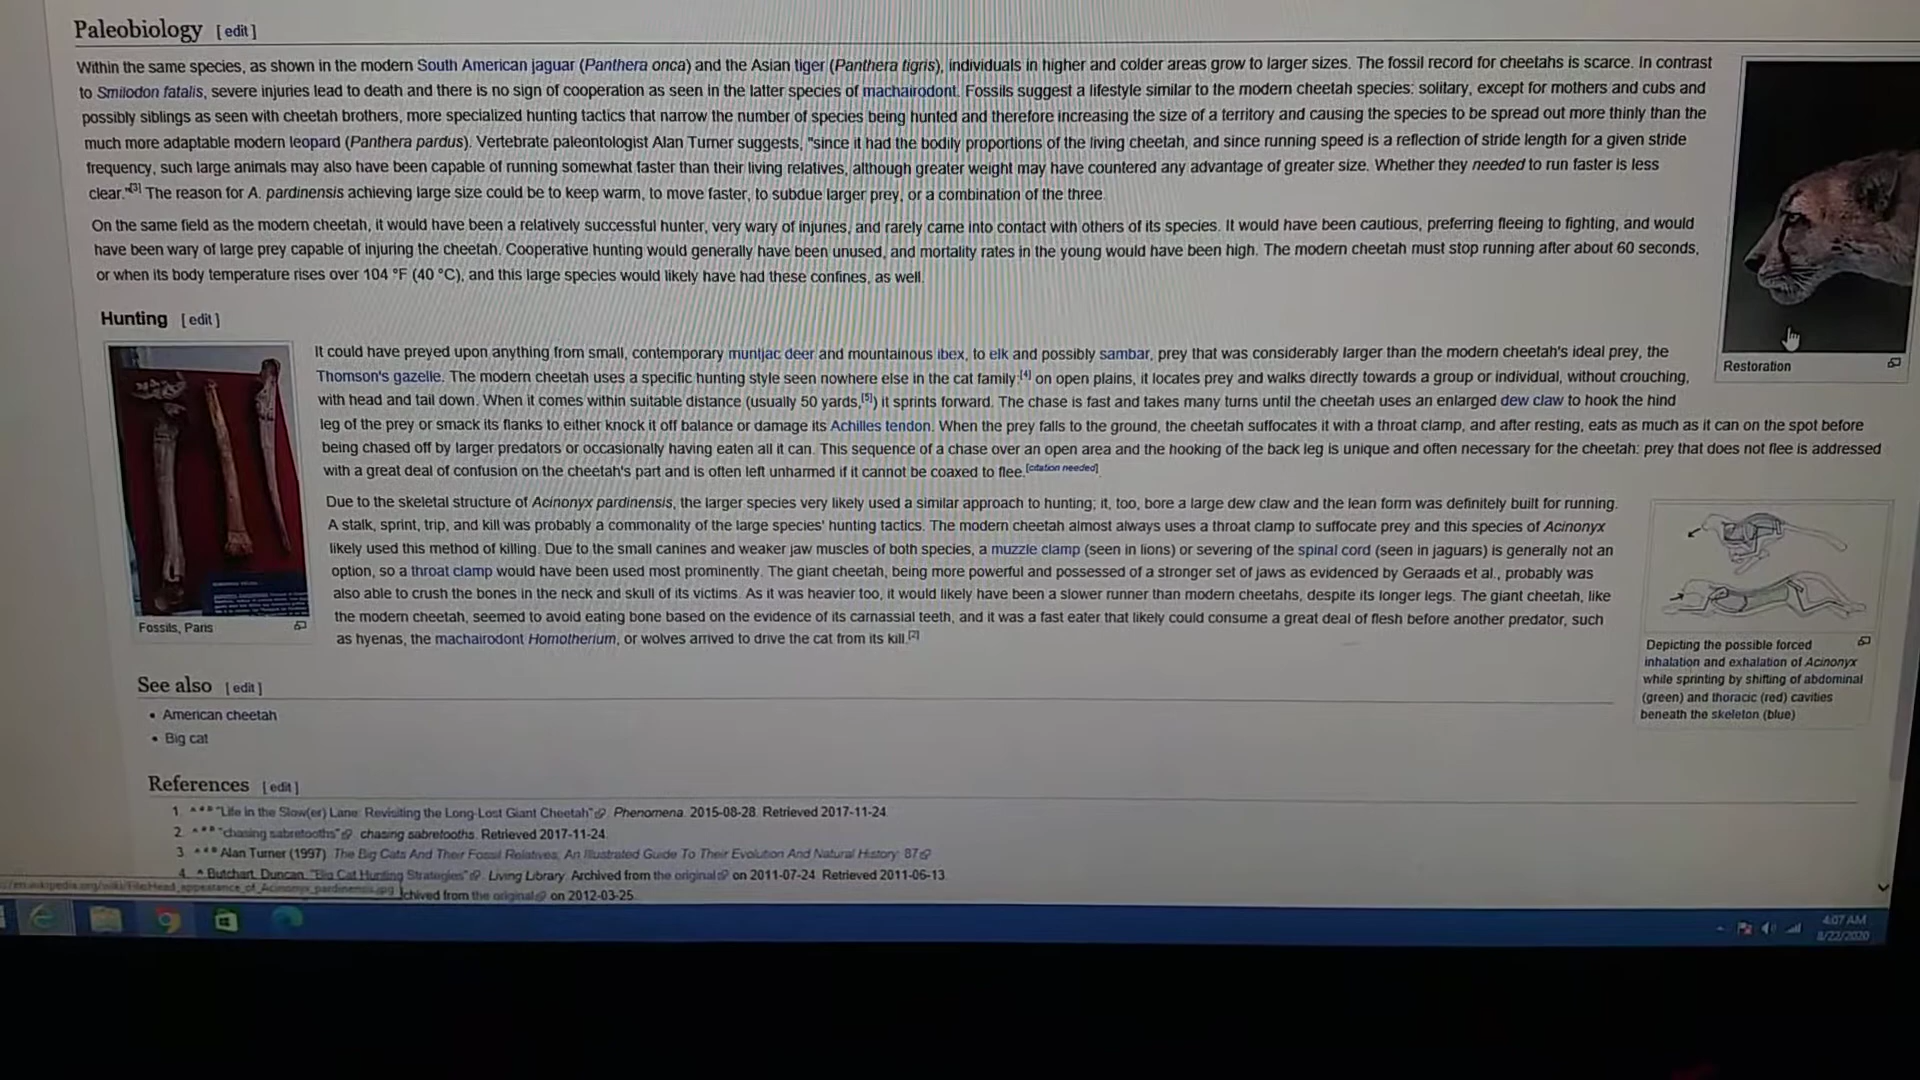 Paleobiology [ edit ]
Within the same species, as shown in the modern South American jaguar (Panthera onca) and the Asian tiger (Panthera tigris), individuals in higher and colder areas grow to larger sizes. The fossil record for cheetahs is scarce. In contrast
to Smilodon fatalis, severe injuries lead to death and there is no sign of cooperation as seen in the latter species of machairodont. Fossils suggest a lifestyle similar to the modern cheetah species: solitary, except for mothers and cubs and
possibly siblings as seen with cheetah brothers, more specialized hunting tactics that narrow the number of species being hunted and therefore increasing the size of a territory and causing the species to be spread out more thinly than the
much more adaptable modern leopard (Panthera pardus). Vertebrate paleontologist Alan Turner suggests, "since it had the bodily proportions of the living cheetah, and since running speed is a reflection of stride length for a given stride
frequency, such large animals may also have been capable of running somewhat faster than their living relatives, although greater weight may have countered any advantage of greater size. Whether they needed to run faster is less
clear."[3] The reason for A. pardinensis achieving large size could be to keep warm, to move faster, to subdue larger prey, or a combination of the three.
On the same field as the modern cheetah, it would have been a relatively successful hunter, very wary of injuries, and rarely came into contact with others of its species. It would have been cautious, preferring fleeing to fighting, and would
have been wary of large prey capable of injuring the cheetah. Cooperative hunting would generally have been unused, and mortality rates in the young would have been high. The modern cheetah must stop running after about 60 seconds,
or when its body temperature rises over 104 °F (40 °C), and this large species would likely have had these confines, as well.
Restoration
Hunting [ edit ]
It could have preyed upon anything from small, contemporary muntjac deer and mountainous ibex, to elk and possibly sambar, prey that was considerably larger than the modern cheetah's ideal prey, the
Thomson's gazelle. The modern cheetah uses a specific hunting style seen nowhere else in the cat family:[4] on open plains, it locates prey and walks directly towards a group or individual, without crouching,
with head and tail down. When it comes within suitable distance (usually 50 yards,[5]) it sprints forward. The chase is fast and takes many turns until the cheetah uses an enlarged dew claw to hook the hind
leg of the prey or smack its flanks to either knock it off balance or damage its Achilles tendon. When the prey falls to the ground, the cheetah suffocates it with a throat clamp, and after resting, eats as much as it can on the spot before
being chased off by larger predators or occasionally having eaten all it can. This sequence of a chase over an open area and the hooking of the back leg is unique and often necessary for the cheetah: prey that does not flee is addressed
with a great deal of confusion on the cheetah's part and is often left unharmed if it cannot be coaxed to flee.[citation needed]
Fossils, Paris
Due to the skeletal structure of Acinonyx pardinensis, the larger species very likely used a similar approach to hunting; it, too, bore a large dew claw and the lean form was definitely built for running.
A stalk, sprint, trip, and kill was probably a commonality of the large species' hunting tactics. The modern cheetah almost always uses a throat clamp to suffocate prey and this species of Acinonyx
likely used this method of killing. Due to the small canines and weaker jaw muscles of both species, a muzzle clamp (seen in lions) or severing of the spinal cord (seen in jaguars) is generally not an
option, so a throat clamp would have been used most prominently. The giant cheetah, being more powerful and possessed of a stronger set of jaws as evidenced by Geraads et al., probably was
also able to crush the bones in the neck and skull of its victims. As it was heavier too, it would likely have been a slower runner than modern cheetahs, despite its longer legs. The giant cheetah, like
the modern cheetah, seemed to avoid eating bone based on the evidence of its carnassial teeth, and it was a fast eater that likely could consume a great deal of flesh before another predator, such
as hyenas, the machairodont Homotherium, or wolves arrived to drive the cat from its kill.[2]
Depicting the possible forced
inhalation and exhalation of Acinonyx
while sprinting by shifting of abdominal
(green) and thoracic (red) cavities
beneath the skeleton (blue)
See also [ edit ]
• American cheetah
• Big cat
References [ edit ]
1. ^ a b "Life in the Slow(er) Lane: Revisiting the Long-Lost Giant Cheetah". Phenomena. 2015-08-28. Retrieved 2017-11-24.
2. ^ a b "chasing sabretooths". chasing sabretooths. Retrieved 2017-11-24.
3. ^ a b Alan Turner (1997). The Big Cats And Their Fossil Relatives: An Illustrated Guide To Their Evolution And Natural History: 87
4. ^ Butchart, Duncan. "Big Cat Hunting Strategies". Living Library. Archived from the original on 2011-07-24. Retrieved 2011-06-13.
en.wikipedia.org/wiki/File:Head_appearance_of_Acinonyx_pardinensis.jpg
chived from the original on 2012-03-25.
4:07 AM
8/22/2020